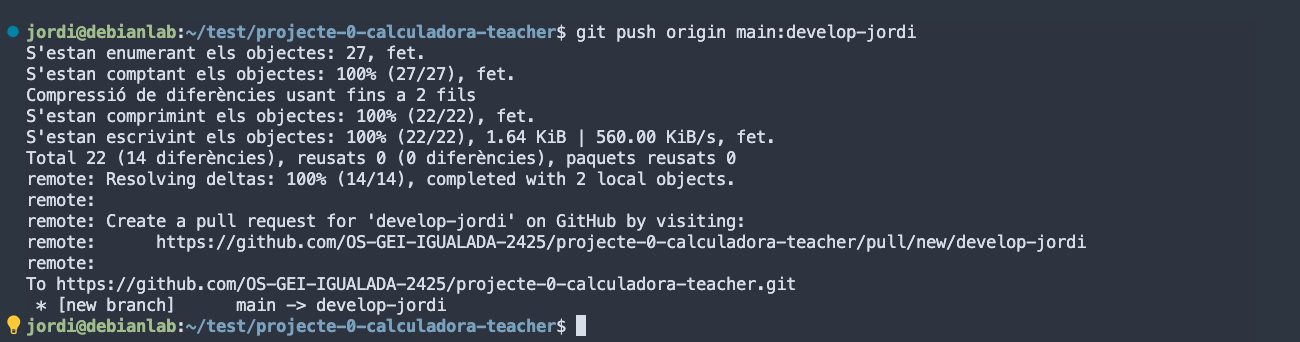 jordi@debianlab:~/test/projecte-0-calculadora-teacher$ git push origin main:develop-jordi
S'estan enumerant els objectes: 27, fet.
S'estan comptant els objectes: 100% (27/27), fet.
Compressió de diferències usant fins a 2 fils
S'estan comprimint els objectes: 100% (22/22), fet.
S'estan escrivint els objectes: 100% (22/22), 1.64 KiB | 560.00 KiB/s, fet.
Total 22 (14 diferències), reusats 0 (0 diferències), paquets reusats 0
remote: Resolving deltas: 100% (14/14), completed with 2 local objects.
remote:
remote: Create a pull request for 'develop-jordi' on GitHub by visiting:
remote:      https://github.com/OS-GEI-IGUALADA-2425/projecte-0-calculadora-teacher/pull/new/develop-jordi
remote:
To https://github.com/OS-GEI-IGUALADA-2425/projecte-0-calculadora-teacher.git
 * [new branch]      main -> develop-jordi
jordi@debianlab:~/test/projecte-0-calculadora-teacher$